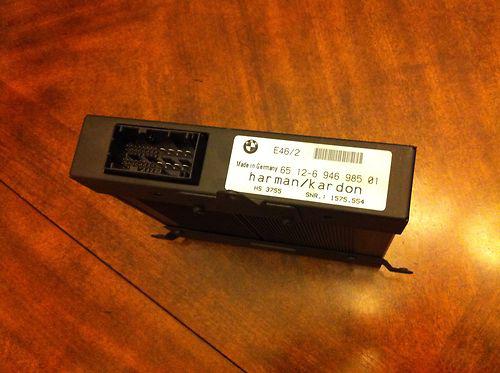 E46/2
Made in Germany 65 12-6 946 985 01
harman/kardon
HS 3755 SNR.: 1575.554